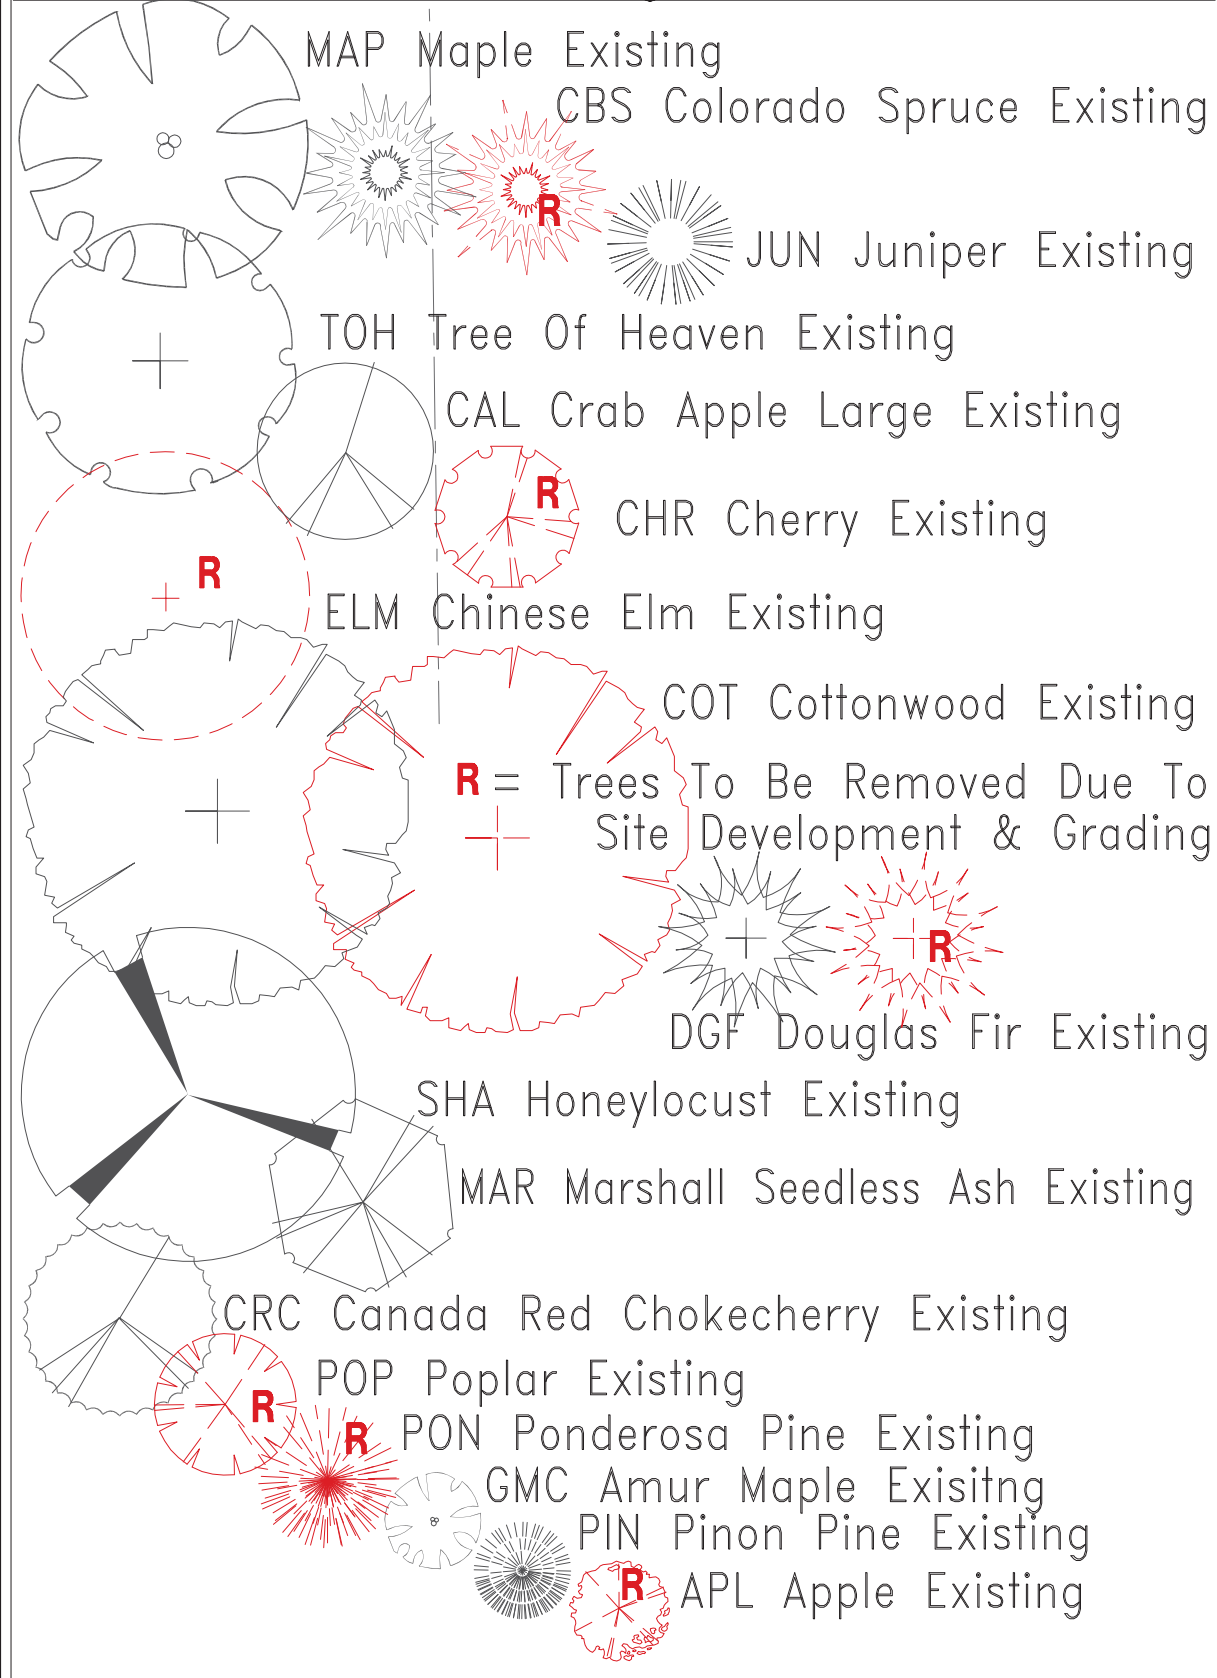 MAP Maple Existing
CBS Colorado Spruce Existing
R
JUN Juniper Existing
TOH Tree Of Heaven Existing
CAL Crab Apple Large Existing
R
CHR Cherry Existing
R
ELM Chinese Elm Existing
COT Cottonwood Existing
R = Trees To Be Removed Due To
Site Development & Grading
R
DGF Douglas Fir Existing
SHA Honeylocust Existing
MAR Marshall Seedless Ash Existing
CRC Canada Red Chokecherry Existing
POP Poplar Existing
R
R
PON Ponderosa Pine Existing
GMC Amur Maple Exisitng
PIN Pinon Pine Existing
R
APL Apple Existing